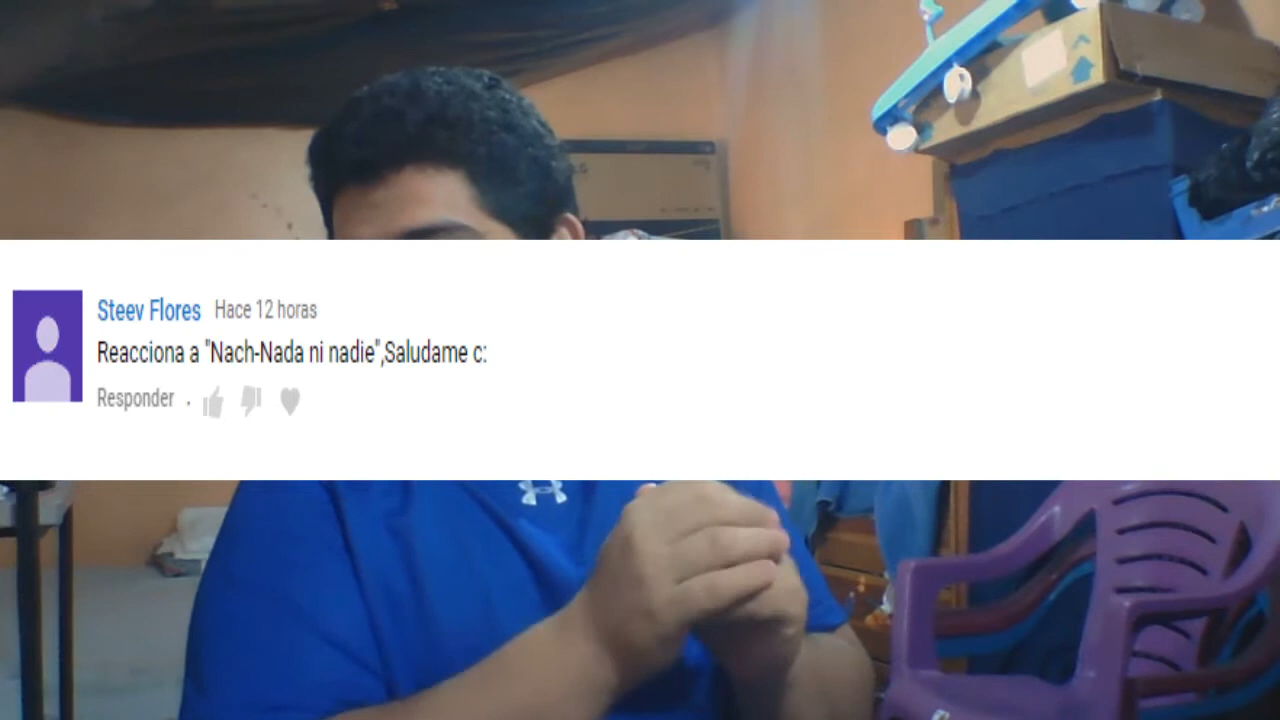 Steev Flores Hace 12 horas
Reacciona a "Nach-Nada ni nadie",Saludame c:
Responder .